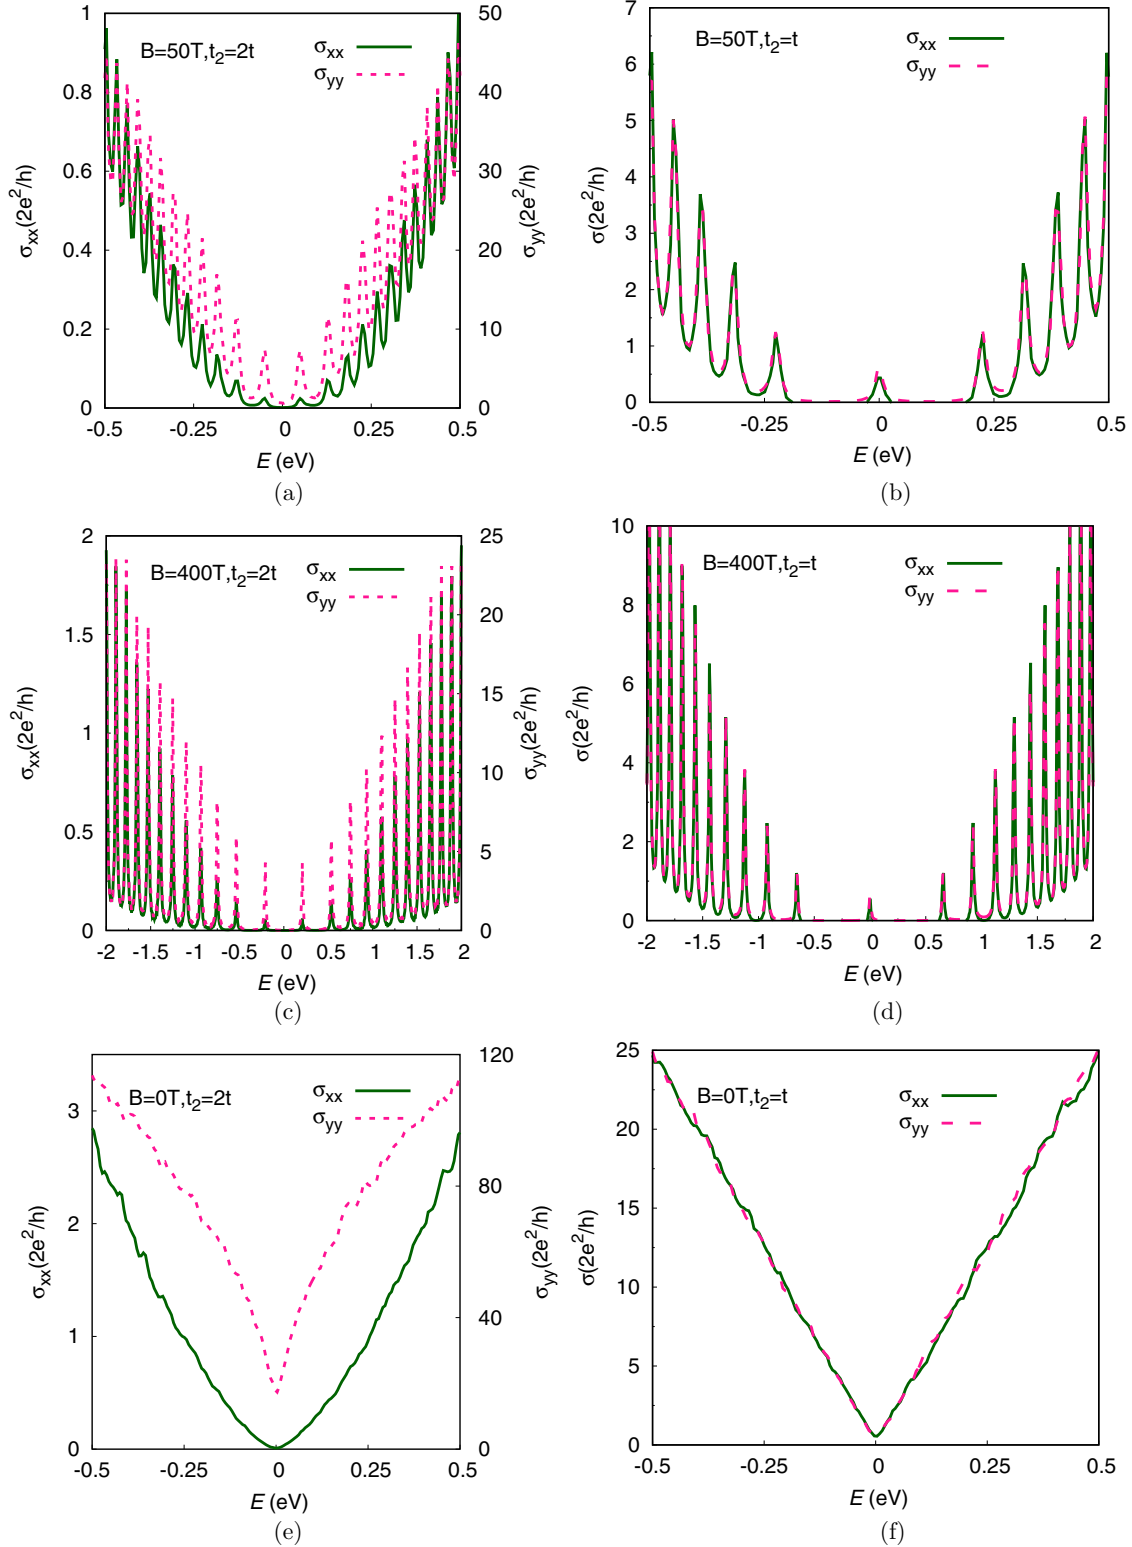 B=50T,t2=2t
σxx
σyy
σxx(2e²/h)
σyy(2e²/h)
1
0.8
0.6
0.4
0.2
0
50
40
30
20
10
0
-0.5 -0.25 0 0.25 0.5
E (eV)
(a)
B=50T,t2=t
σxx
σyy
σ(2e²/h)
7
6
5
4
3
2
1
0
-0.5 -0.25 0 0.25 0.5
E (eV)
(b)
B=400T,t2=2t
σxx
σyy
σxx(2e²/h)
σyy(2e²/h)
2
1.5
1
0.5
0
25
20
15
10
5
0
-2 -1.5 -1 -0.5 0 0.5 1 1.5 2
E (eV)
(c)
B=400T,t2=t
σxx
σyy
σ(2e²/h)
10
8
6
4
2
0
-2 -1.5 -1 -0.5 0 0.5 1 1.5 2
E (eV)
(d)
B=0T,t2=2t
σxx
σyy
σxx(2e²/h)
σyy(2e²/h)
3
2
1
0
120
80
40
0
-0.5 -0.25 0 0.25 0.5
E (eV)
(e)
B=0T,t2=t
σxx
σyy
σ(2e²/h)
25
20
15
10
5
0
-0.5 -0.25 0 0.25 0.5
E (eV)
(f)